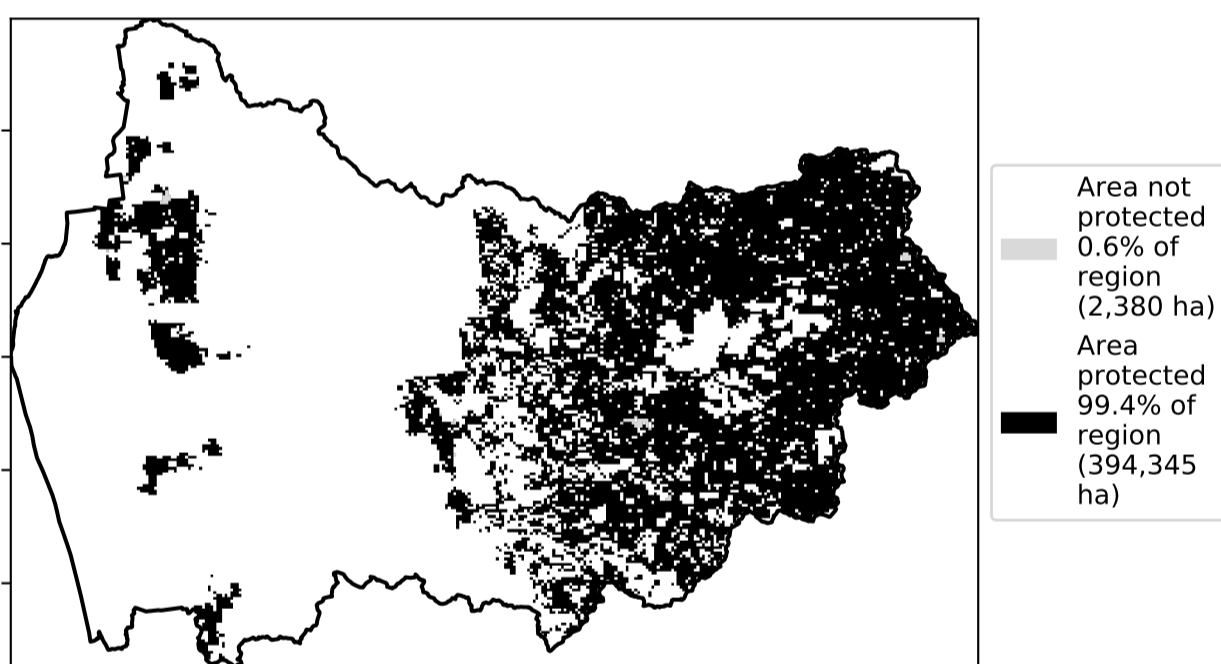 Area not
protected
0.6% of
region
(2,380 ha)
Area
protected
99.4% of
region
(394,345
ha)